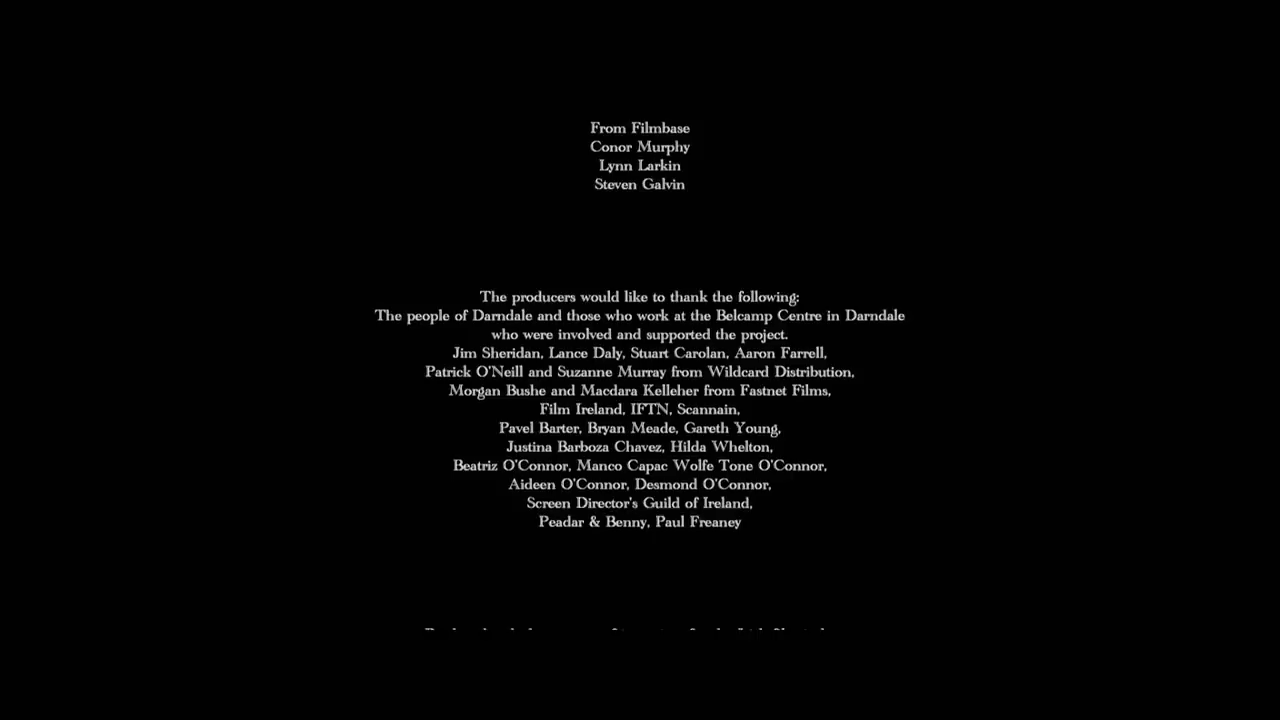 From Filmbase
Conor Murphy
Lynn Larkin
Steven Galvin
The producers would like to thank the following:
The people of Darndale and those who work at the Belcamp Centre in Darndale
who were involved and supported the project.
Jim Sheridan, Lance Daly, Stuart Carolan, Aaron Farrell,
Patrick O'Neill and Suzanne Murray from Wildcard Distribution,
Morgan Bushe and Macdara Kelleher from Fastnet Films,
Film Ireland, IFTN, Scannain,
Pavel Barter, Bryan Meade, Gareth Young,
Justina Barboza Chavez, Hilda Whelton,
Beatriz O'Connor, Manco Capac Wolfe Tone O'Connor,
Aideen O'Connor, Desmond O'Connor,
Screen Director's Guild of Ireland,
Peadar & Benny, Paul Freaney